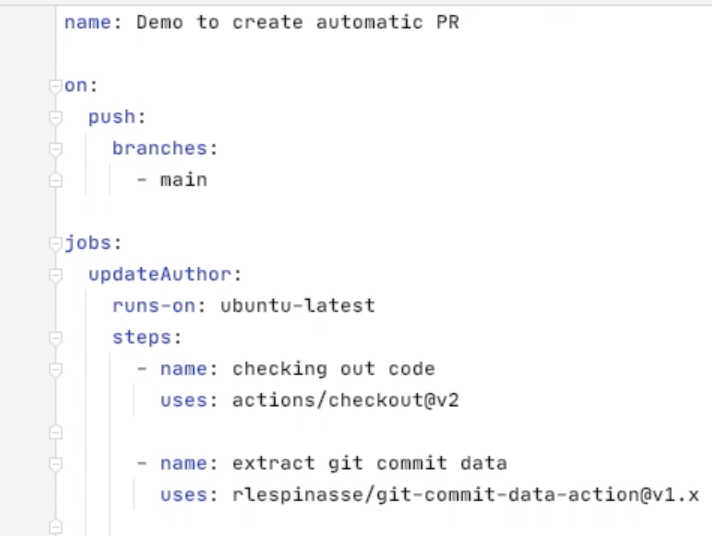 name: Demo to create automatic PR
on:
push:
branches:
- main
jobs:
updateAuthor:
runs-on: ubuntu-latest
steps:
- name: checking out code
uses: actions/checkout@v2
- name: extract git commit data
uses: rlespinasse/git-commit-data-action@v1.x